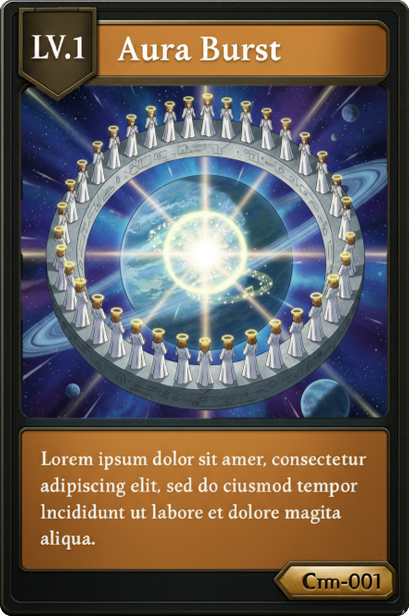 LV.1
Aura Burst
Lorem ipsum dolor sit amer, consectetur
adipiscing elit, sed do ciusmod tempor
lncididunt ut labore et dolore magita
aliqua.
Crm-001